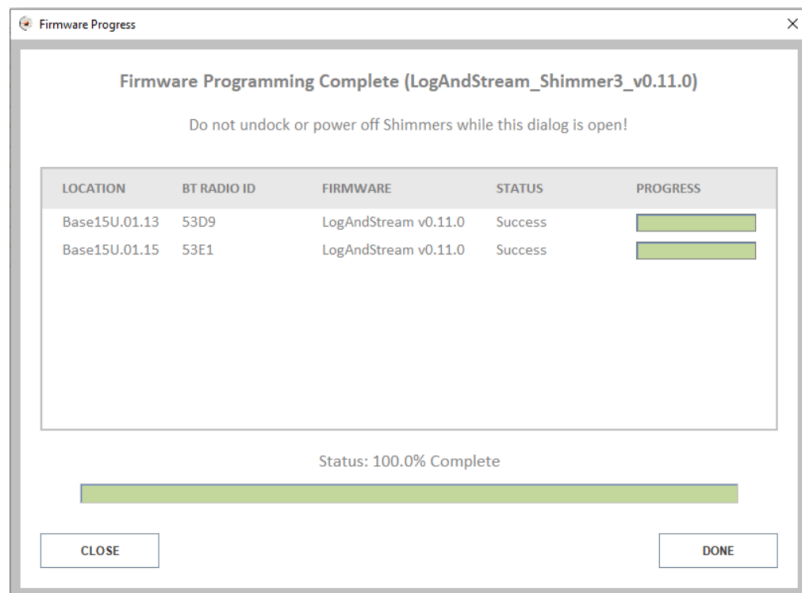 Firmware Progress
Firmware Programming Complete (LogAndStream_Shimmer3_v0.11.0)
Do not undock or power off Shimmers while this dialog is open!
LOCATION BT RADIO ID FIRMWARE STATUS PROGRESS
Base15U.01.13 53D9 LogAndStream v0.11.0 Success
Base15U.01.15 53E1 LogAndStream v0.11.0 Success
Status: 100.0% Complete
CLOSE DONE